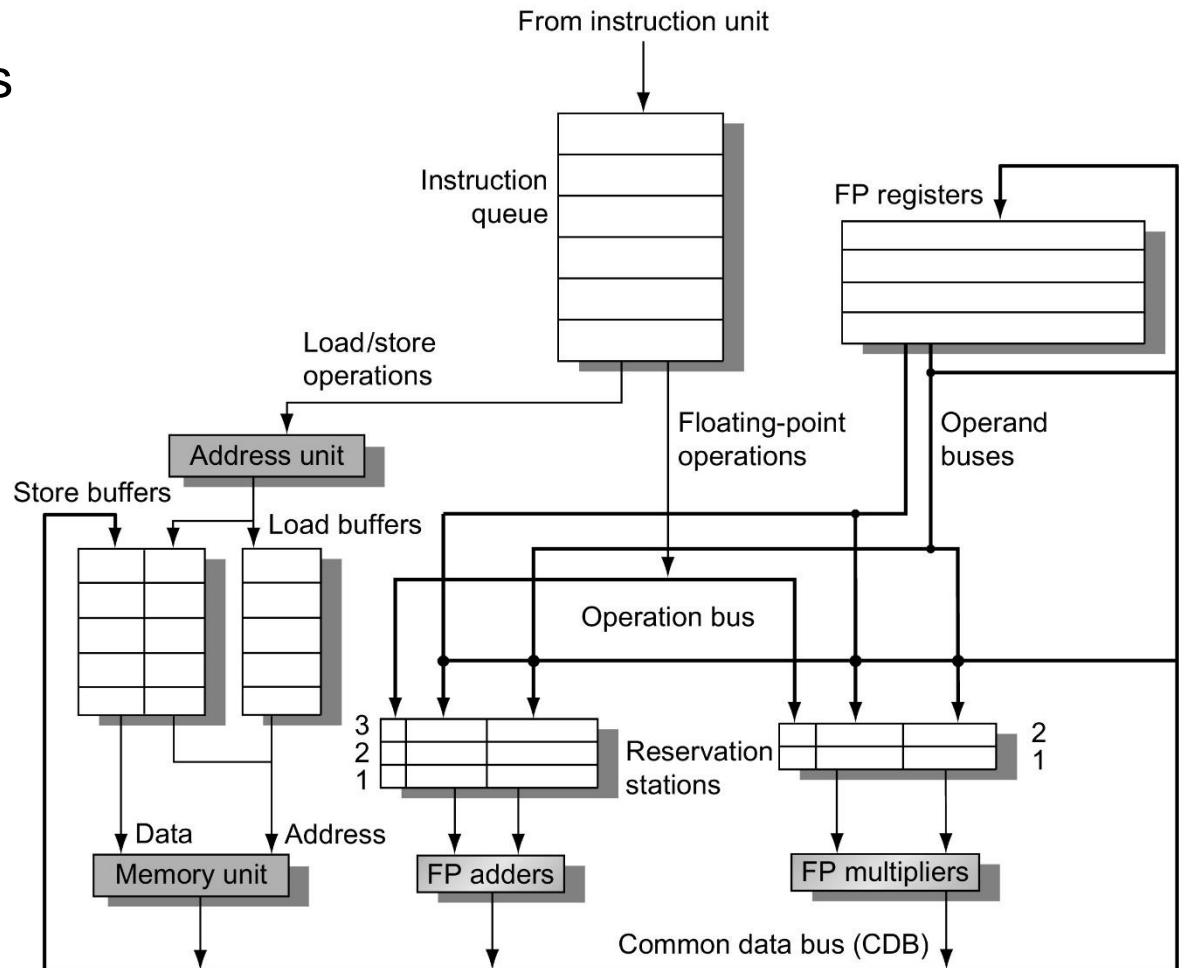 s
From instruction unit
Instruction
queue
FP registers
Load/store
operations
Floating-point
operations
Operand
buses
Address unit
Store buffers
Load buffers
Operation bus
3
2
1
Reservation
stations
2
1
Data
Address
Memory unit
FP adders
FP multipliers
Common data bus (CDB)